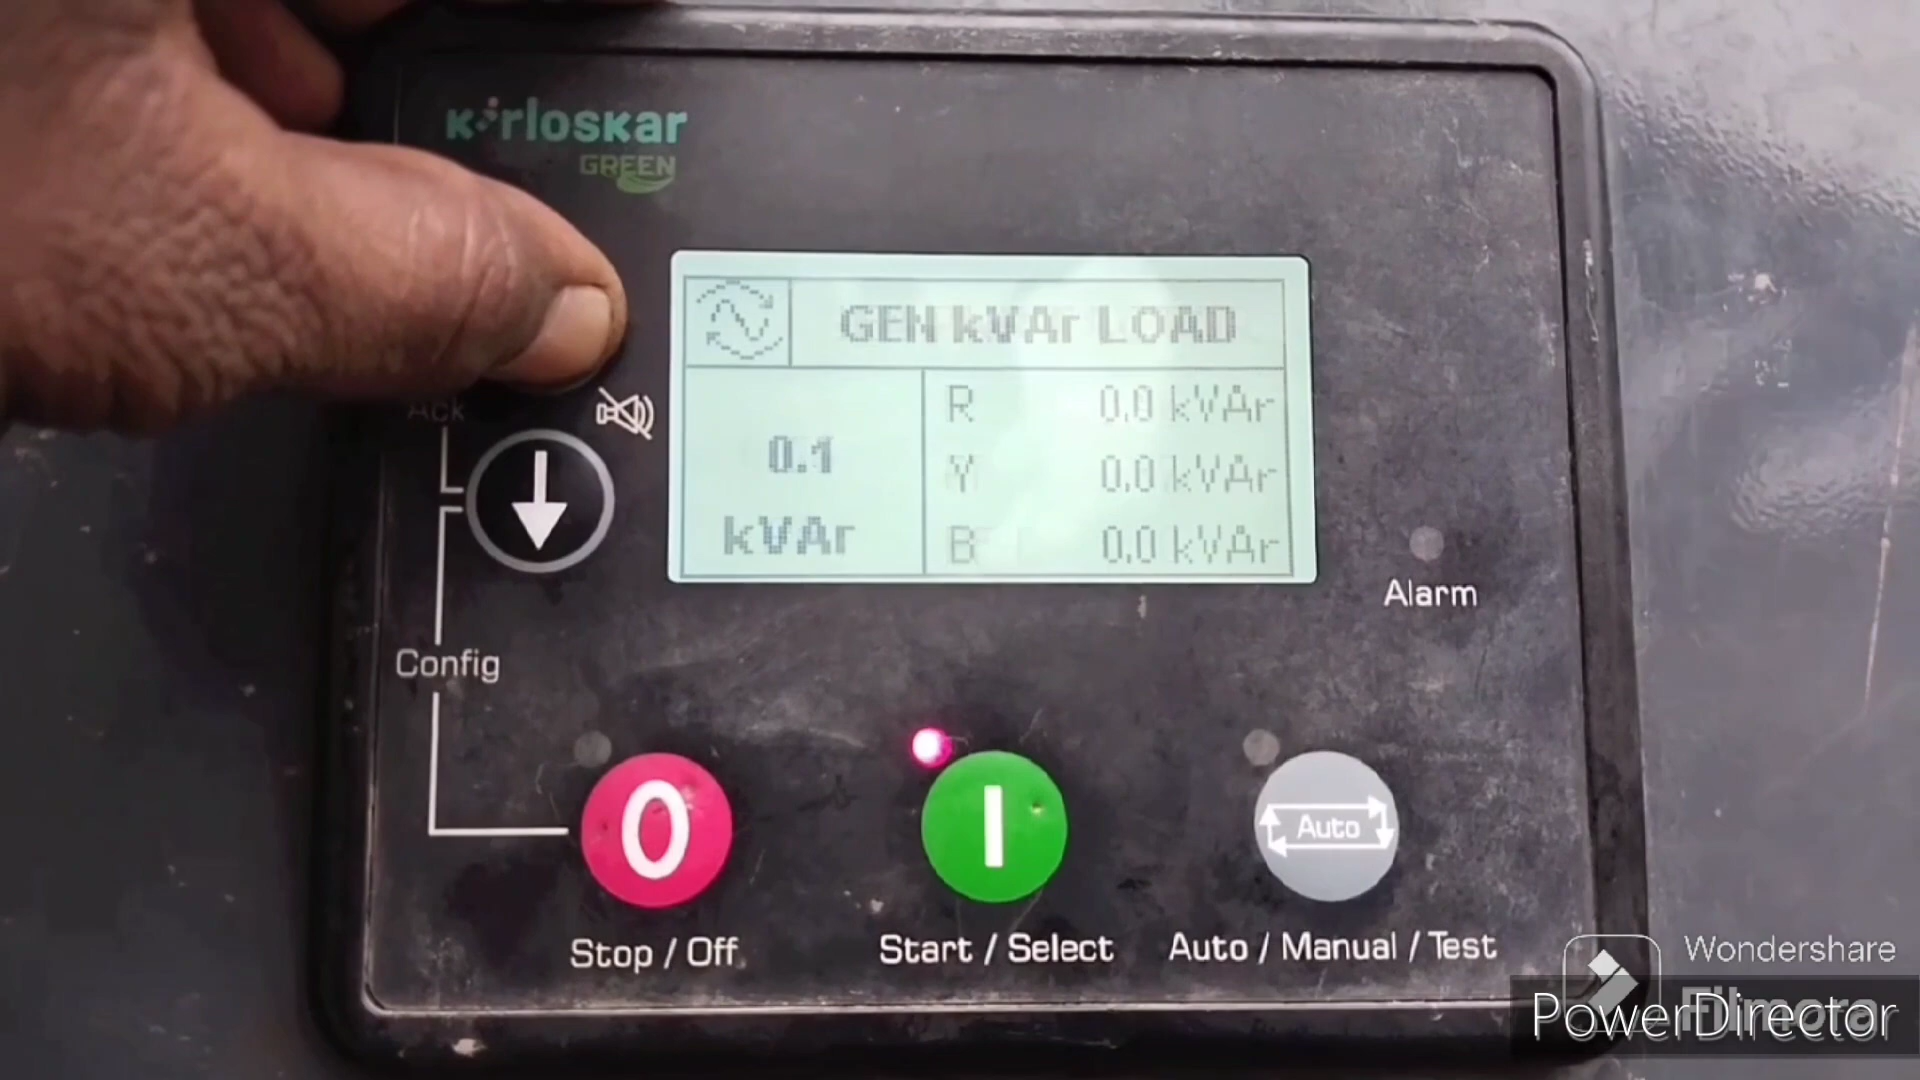 Kirloskar
GREEN
GEN kVAr LOAD
0.1
kVAr
R 0.0 kVAr
Y 0.0 kVAr
B 0.0 kVAr
Ack
Alarm
Config
0
I
Auto
Stop / Off
Start / Select
Auto / Manual / Test
Wondershare
Filmora
PowerDirector